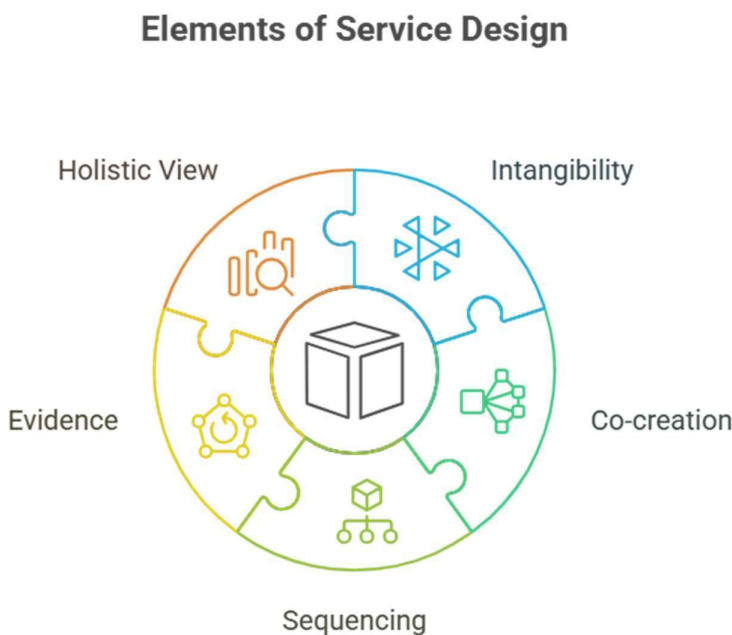 Elements of Service Design
Holistic View
Intangibility
Evidence
Co-creation
Sequencing